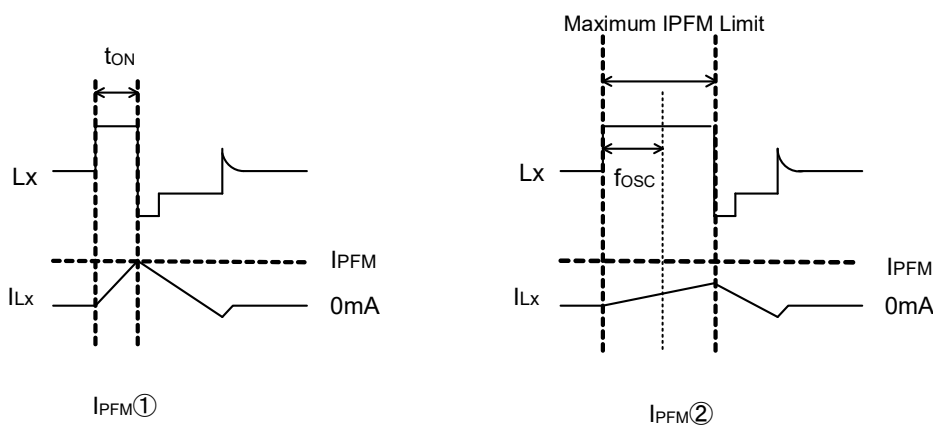 tON
Lx
IPFM
ILx
0mA
IPFM①
Maximum IPFM Limit
Lx
fOSC
IPFM
ILx
0mA
IPFM②